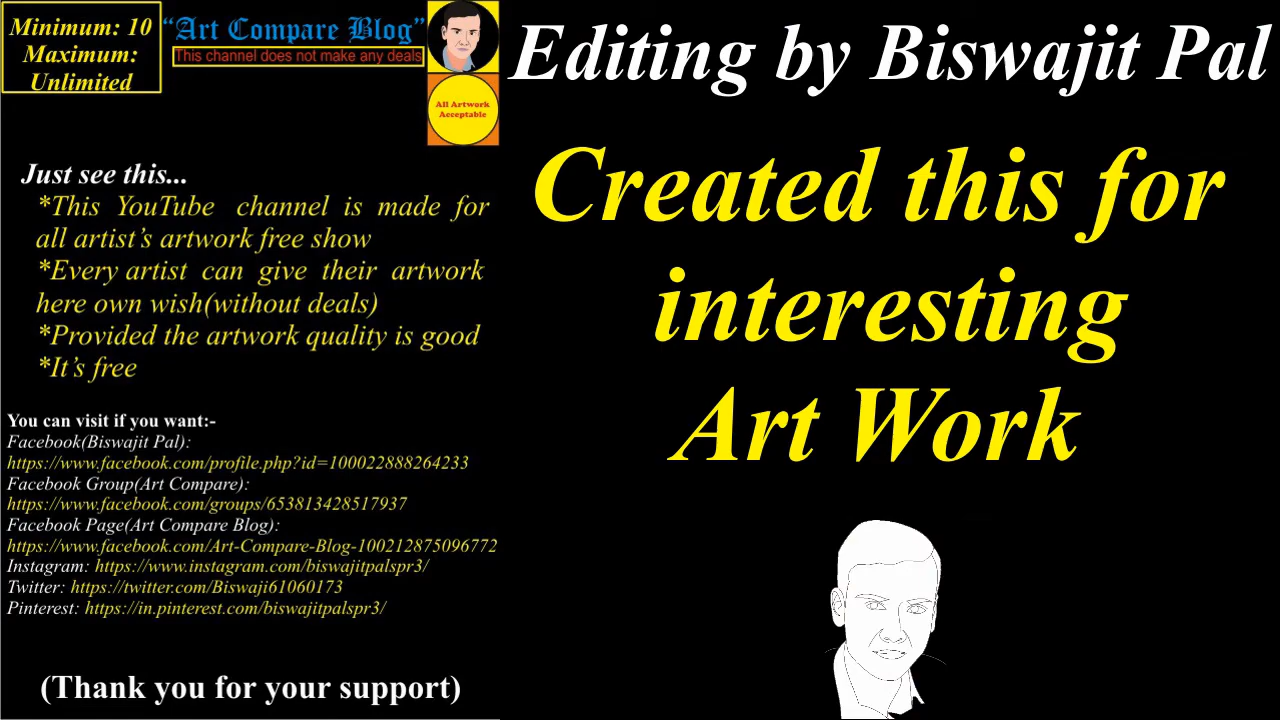 Minimum: 10
Maximum:
Unlimited
“Art Compare Blog”
This channel does not make any deals
All Artwork
Acceptable
Just see this...
*This YouTube channel is made for
all artist’s artwork free show
*Every artist can give their artwork
here own wish(without deals)
*Provided the artwork quality is good
*It’s free
You can visit if you want:-
Facebook(Biswajit Pal):
https://www.facebook.com/profile.php?id=100022888264233
Facebook Group(Art Compare):
https://www.facebook.com/groups/653813428517937
Facebook Page(Art Compare Blog):
https://www.facebook.com/Art-Compare-Blog-100212875096772
Instagram: https://www.instagram.com/biswajitpalspr3/
Twitter: https://twitter.com/Biswaji61060173
Pinterest: https://in.pinterest.com/biswajitpalspr3/
(Thank you for your support)
Editing by Biswajit Pal
Created this for
interesting
Art Work